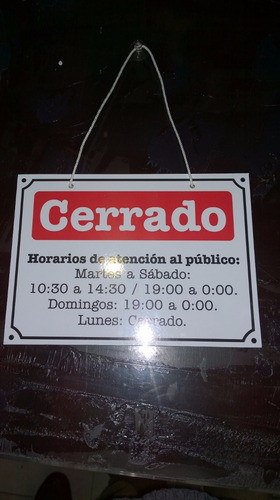 Cerrado
Horarios de atención al público:
Martes a Sábado:
10:30 a 14:30 / 19:00 a 0:00.
Domingos: 19:00 a 0:00.
Lunes: Cerrado.